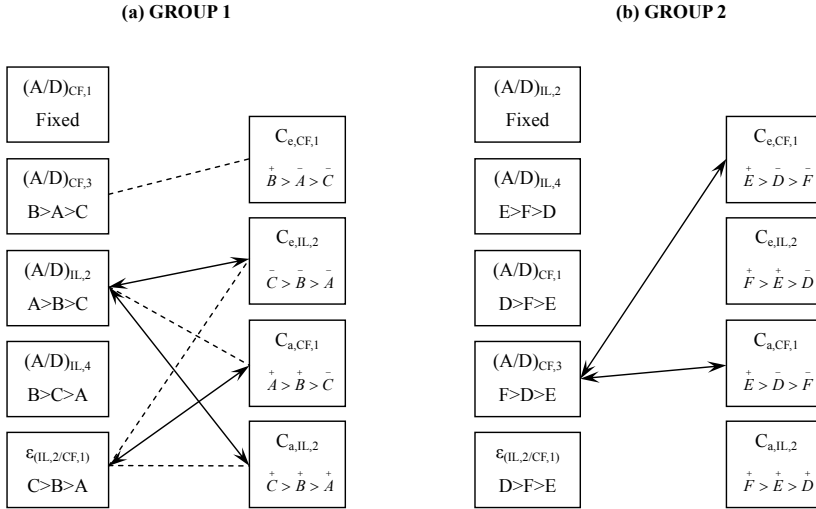 (a) GROUP 1
(A/D)CF,1
Fixed
(A/D)CF,3
B>A>C
(A/D)IL,2
A>B>C
(A/D)IL,4
B>C>A
ε(IL,2/CF,1)
C>B>A
Ce,CF,1
+ - -
B > A > C
Ce,IL,2
- - -
C > B > A
Ca,CF,1
+ + -
A > B > C
Ca,IL,2
+ + +
C > B > A
(b) GROUP 2
(A/D)IL,2
Fixed
(A/D)IL,4
E>F>D
(A/D)CF,1
D>F>E
(A/D)CF,3
F>D>E
ε(IL,2/CF,1)
D>F>E
Ce,CF,1
+ - -
E > D > F
Ce,IL,2
+ + -
F > E > D
Ca,CF,1
+ - -
E > D > F
Ca,IL,2
+ + +
F > E > D